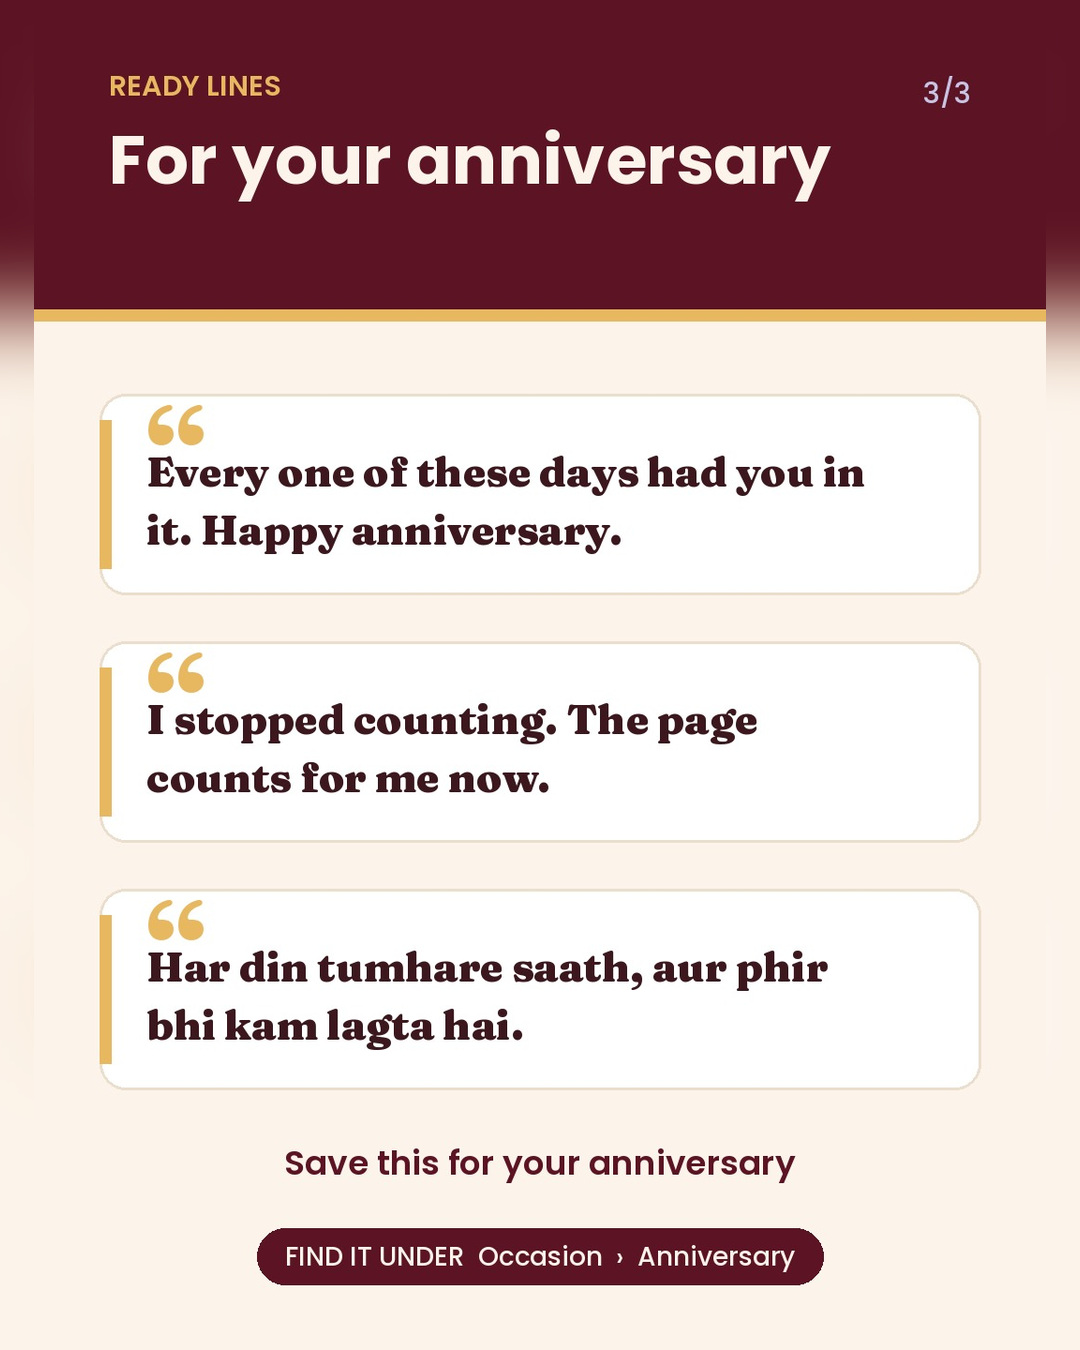 READY LINES
3/3
For your anniversary
“
Every one of these days had you in
it. Happy anniversary.
“
I stopped counting. The page
counts for me now.
“
Har din tumhare saath, aur phir
bhi kam lagta hai.
Save this for your anniversary
FIND IT UNDER Occasion › Anniversary